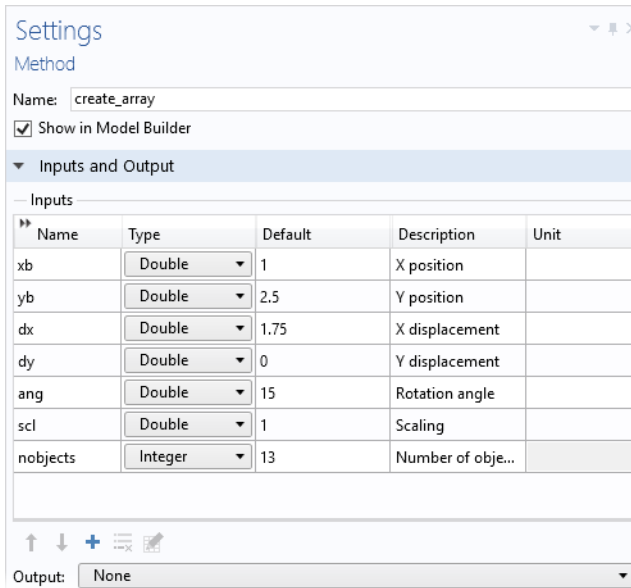 Settings
Method
Name: create_array
Show in Model Builder
Inputs and Output
Inputs
Name Type Default Description Unit
xb Double 1 X position
yb Double 2.5 Y position
dx Double 1.75 X displacement
dy Double 0 Y displacement
ang Double 15 Rotation angle
scl Double 1 Scaling
nobjects Integer 13 Number of obje...
Output: None